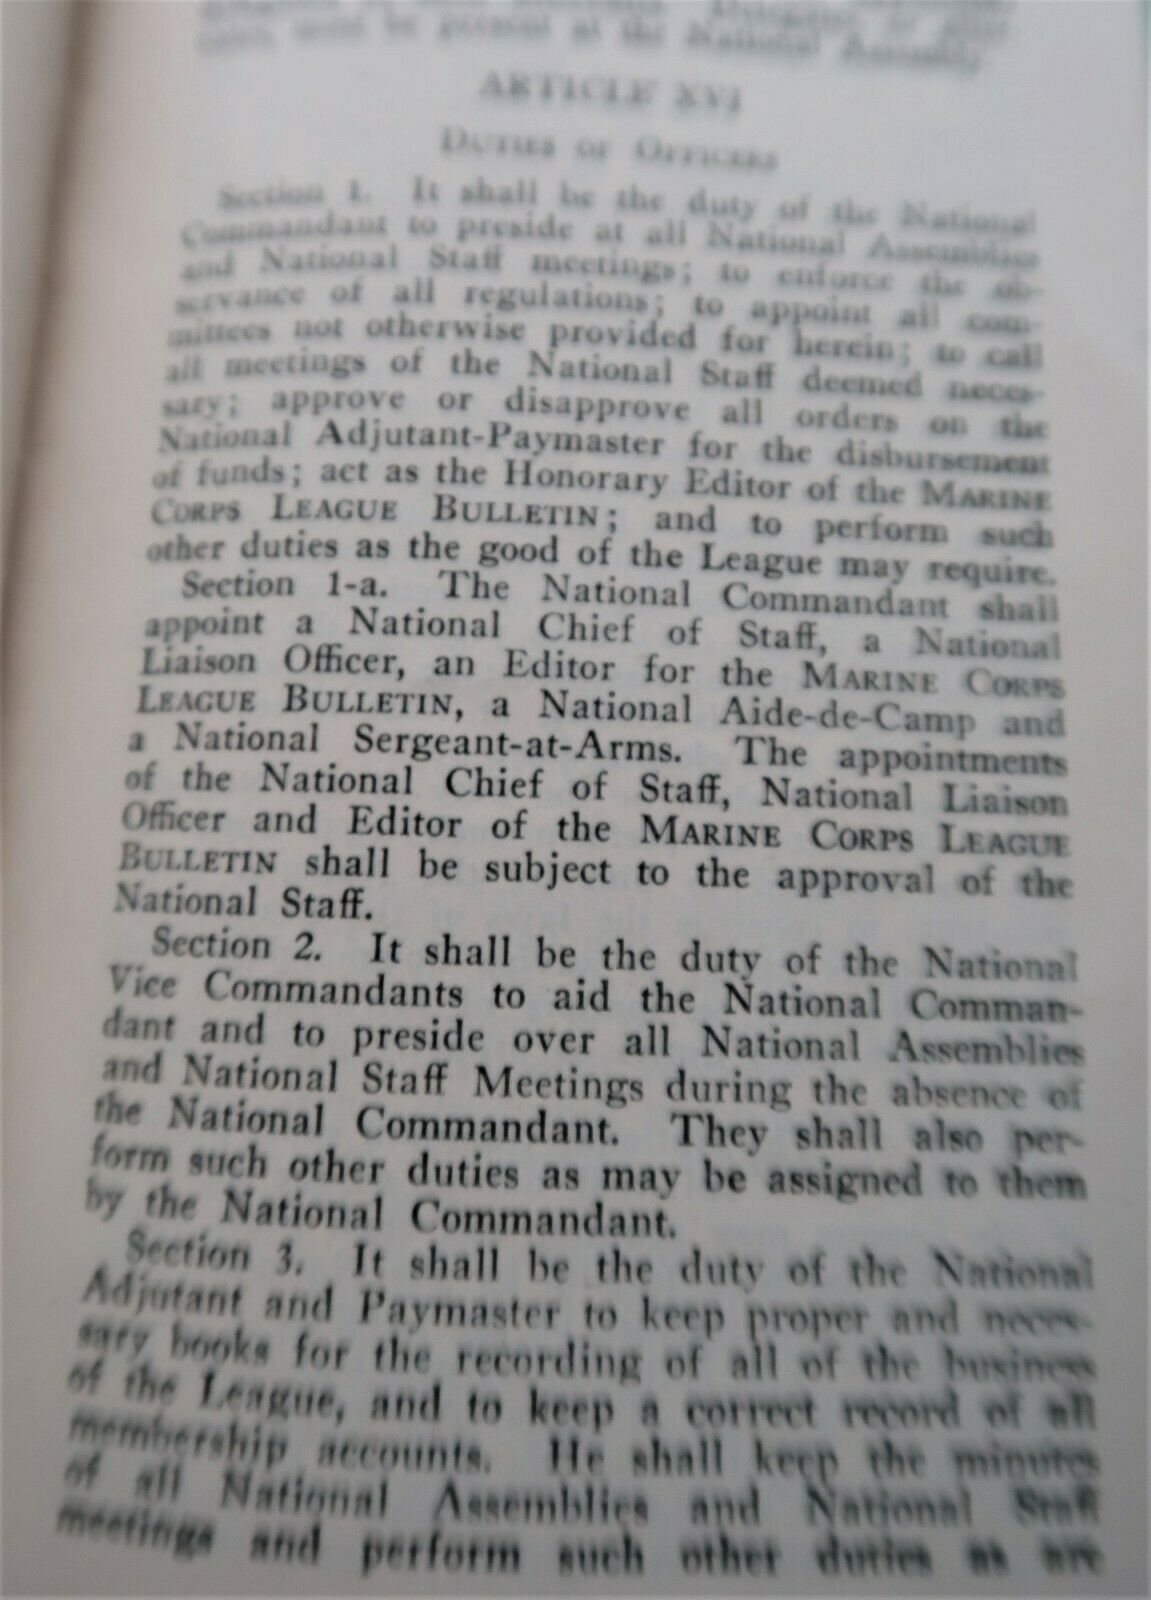 must be present at the National Assembly.
ARTICLE XVI
DUTIES OF OFFICERS
Section 1. It shall be the duty of the National
Commandant to preside at all National Assemblies
and National Staff meetings; to enforce the ob-
servance of all regulations; to appoint all com-
mittees not otherwise provided for herein; to call
all meetings of the National Staff deemed neces-
sary; approve or disapprove all orders on the
National Adjutant-Paymaster for the disbursement
of funds; act as the Honorary Editor of the MARINE
CORPS LEAGUE BULLETIN; and to perform such
other duties as the good of the League may require.
Section 1-a. The National Commandant shall
appoint a National Chief of Staff, a National
Liaison Officer, an Editor for the MARINE CORPS
LEAGUE BULLETIN, a National Aide-de-Camp and
a National Sergeant-at-Arms. The appointments
of the National Chief of Staff, National Liaison
Officer and Editor of the MARINE CORPS LEAGUE
BULLETIN shall be subject to the approval of the
National Staff.
Section 2. It shall be the duty of the National
Vice Commandants to aid the National Comman-
dant and to preside over all National Assemblies
and National Staff Meetings during the absence of
the National Commandant. They shall also per-
form such other duties as may be assigned to them
by the National Commandant.
Section 3. It shall be the duty of the National
Adjutant and Paymaster to keep proper and neces-
sary books for the recording of all of the business
of the League, and to keep a correct record of all
membership accounts. He shall keep the minutes
of all National Assemblies and National Staff
meetings and perform such other duties as are